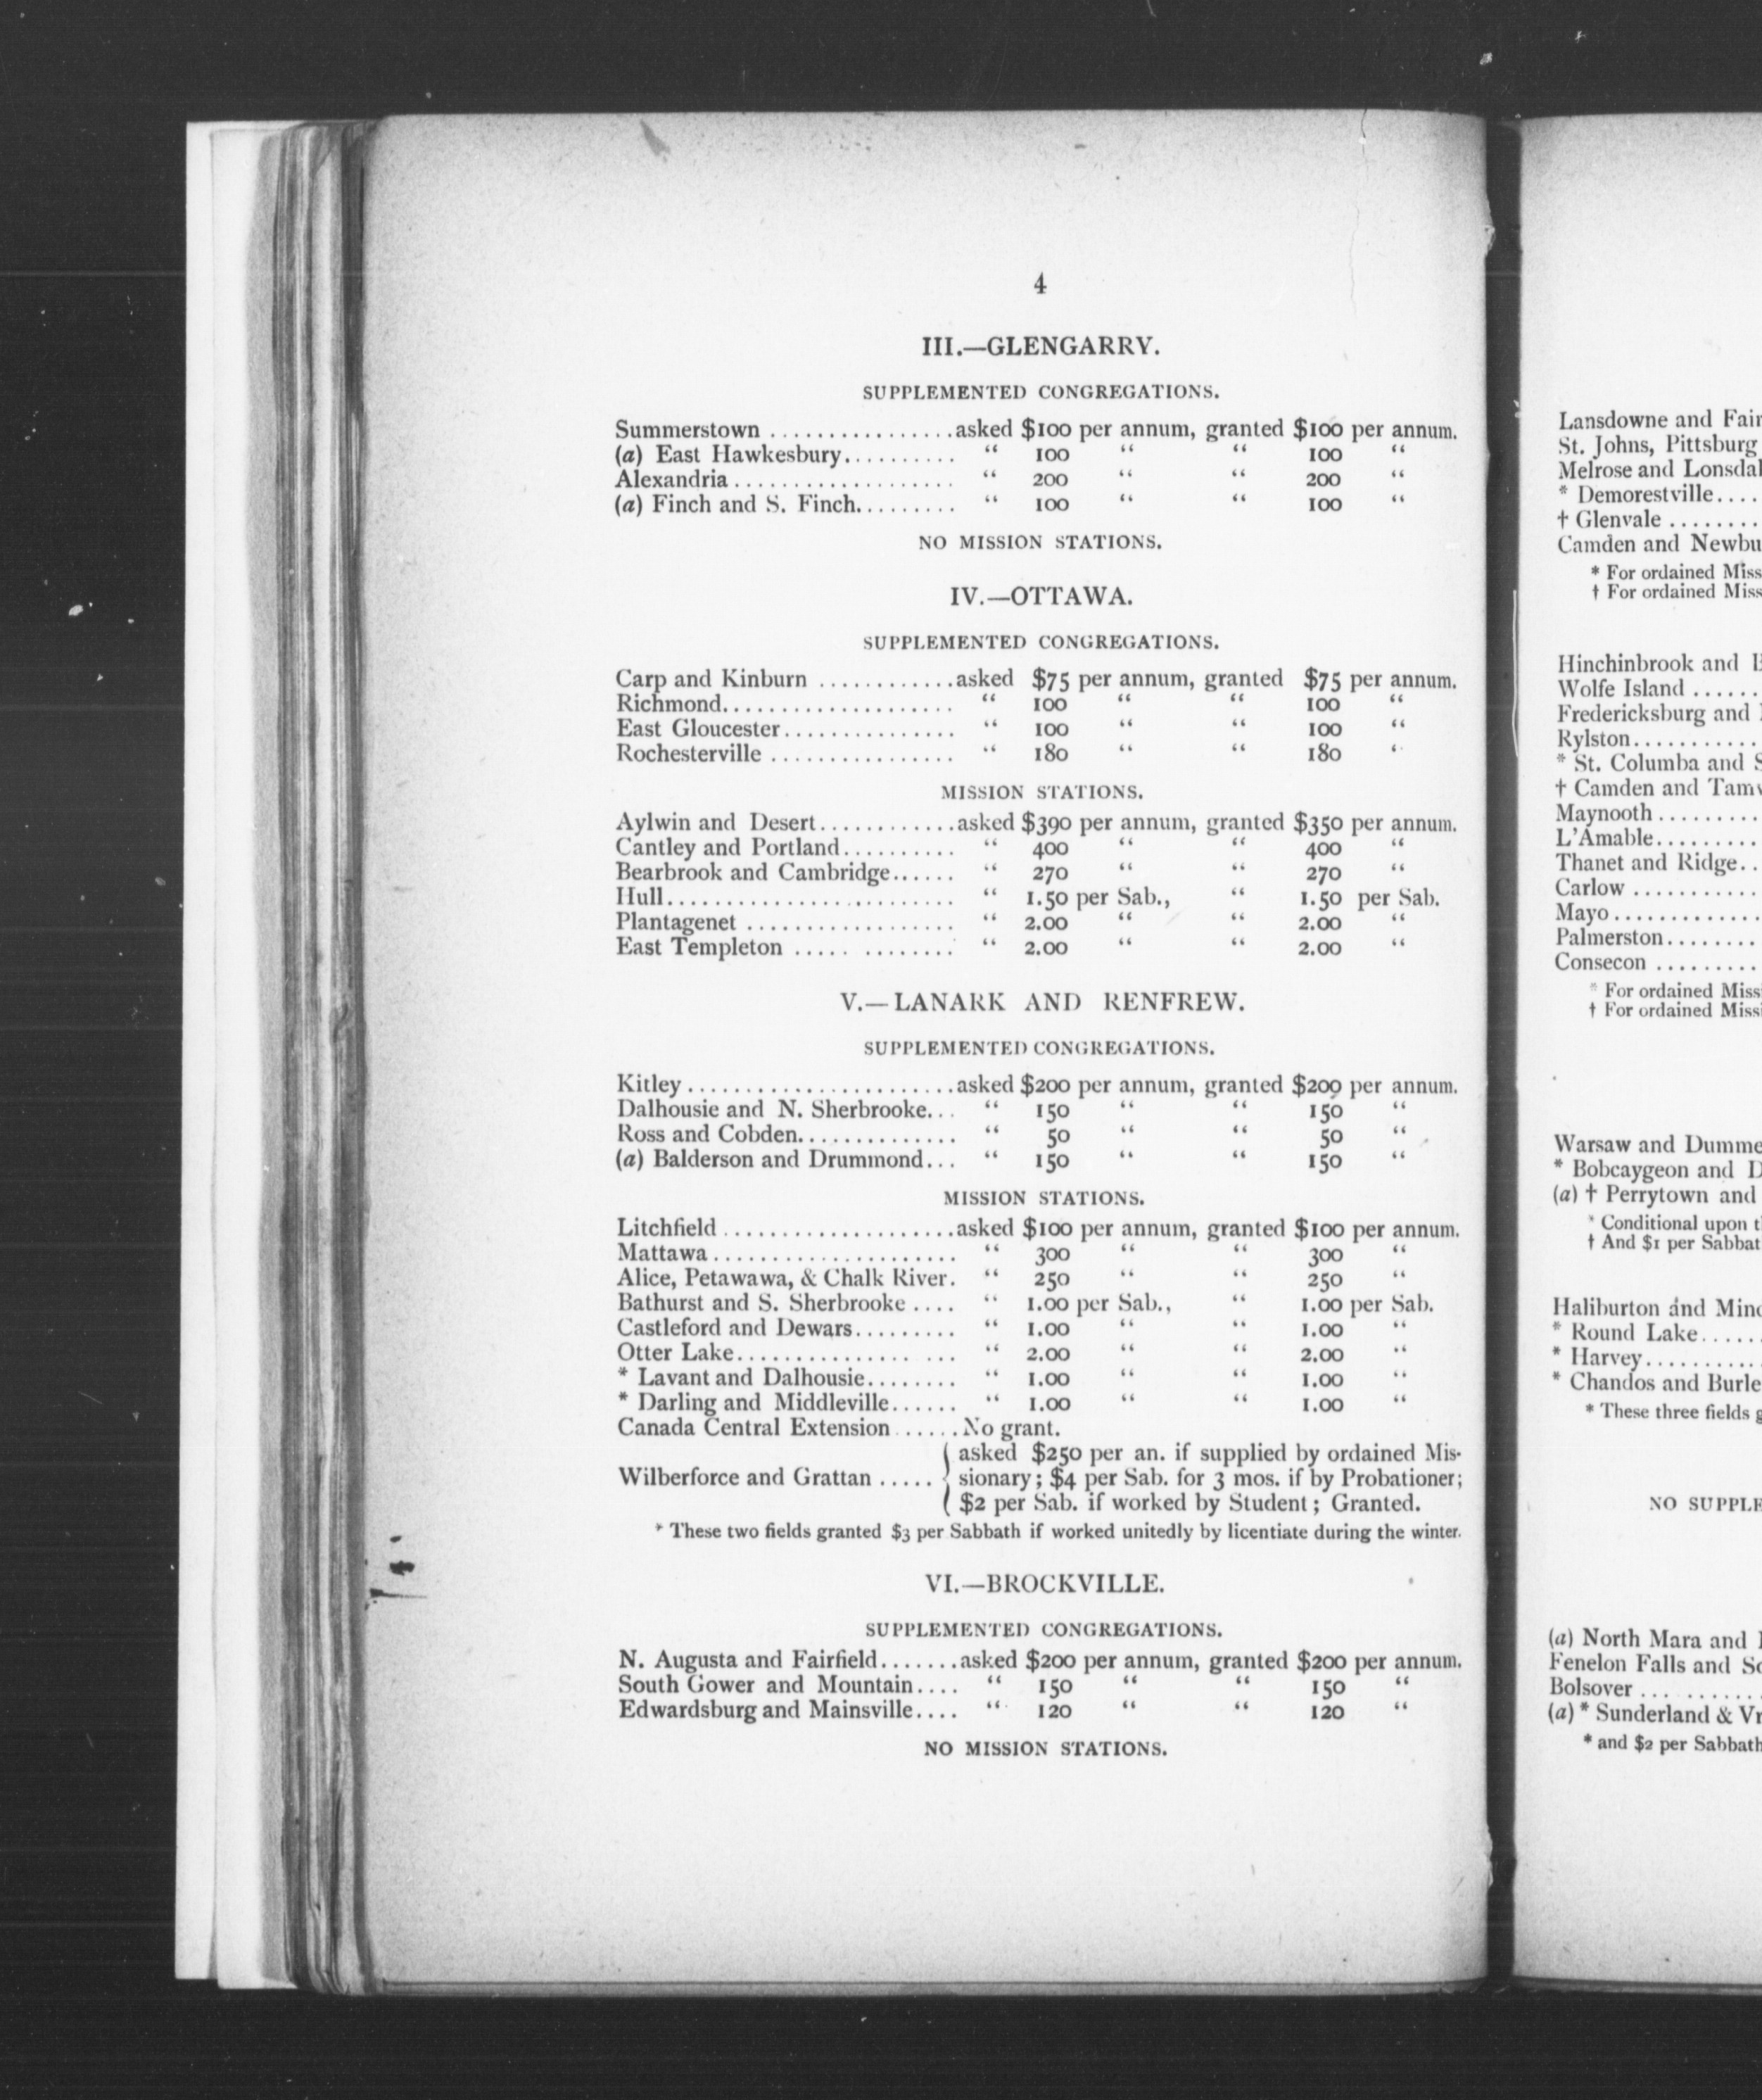 4
III.—GLENGARRY.
SUPPLEMENTED CONGREGATIONS.
Summerstown ................asked $100 per annum, granted $100 per annum.
(a) East Hawkesbury.......... “ 100 “ “ 100 “
Alexandria................... “ 200 “ “ 200 “
(a) Finch and S. Finch......... “ 100 “ “ 100 “
NO MISSION STATIONS.
IV.—OTTAWA.
SUPPLEMENTED CONGREGATIONS.
Carp and Kinburn ............asked $75 per annum, granted $75 per annum.
Richmond.................... “ 100 “ “ 100 “
East Gloucester............... “ 100 “ “ 100 “
Rochesterville ................ “ 180 “ “ 180 “
MISSION STATIONS.
Aylwin and Desert............asked $390 per annum, granted $350 per annum.
Cantley and Portland.......... “ 400 “ “ 400 “
Bearbrook and Cambridge...... “ 270 “ “ 270 “
Hull......................... “ 1.50 per Sab., “ 1.50 per Sab.
Plantagenet .................. “ 2.00 “ “ 2.00 “
East Templeton ..... ........ “ 2.00 “ “ 2.00 “
V.—LANARK AND RENFREW.
SUPPLEMENTED CONGREGATIONS.
Kitley.......................asked $200 per annum, granted $200 per annum.
Dalhousie and N. Sherbrooke... “ 150 “ “ 150 “
Ross and Cobden.............. “ 50 “ “ 50 “
(a) Balderson and Drummond... “ 150 “ “ 150 “
MISSION STATIONS.
Litchfield ....................asked $100 per annum, granted $100 per annum.
Mattawa..................... “ 300 “ “ 300 “
Alice, Petawawa, & Chalk River. “ 250 “ “ 250 “
Bathurst and S. Sherbrooke .... “ 1.00 per Sab., “ 1.00 per Sab.
Castleford and Dewars......... “ 1.00 “ “ 1.00 “
Otter Lake............... ... “ 2.00 “ “ 2.00 “
* Lavant and Dalhousie........ “ 1.00 “ “ 1.00 “
* Darling and Middleville...... “ 1.00 “ “ 1.00 “
Canada Central Extension ......No grant.
asked $250 per an. if supplied by ordained Mis-
Wilberforce and Grattan ..... { sionary; $4 per Sab. for 3 mos. if by Probationer;
$2 per Sab. if worked by Student; Granted.
* These two fields granted $3 per Sabbath if worked unitedly by licentiate during the winter.
VI.—BROCKVILLE.
SUPPLEMENTED CONGREGATIONS.
N. Augusta and Fairfield.......asked $200 per annum, granted $200 per annum.
South Gower and Mountain.... “ 150 “ “ 150 “
Edwardsburg and Mainsville.... “ 120 “ “ 120 “
NO MISSION STATIONS.
Lansdowne and
St. Johns, Pittsburg
Melrose and
* Demorestville....
† Glenvale ........
Camden and
* For ordained
† For ordained
Hinchinbrook and
Wolfe Island ......
Fredericksburg and
Rylston...........
* St. Columba and
† Camden and
Maynooth .........
L'Amable.........
Thanet and Ridge..
Carlow ...........
Mayo.............
Palmerston........
Consecon .........
* For ordained
† For ordained
Warsaw and
* Bobcaygeon and
(a) † Perrytown and
* Conditional upon
† And $1 per
Haliburton and
* Round Lake.....
* Harvey..........
* Chandos and
* These three fields
NO
(a) North Mara and
Fenelon Falls and
Bolsover ... .......
(a) * Sunderland &
* and $2 per Sabbath